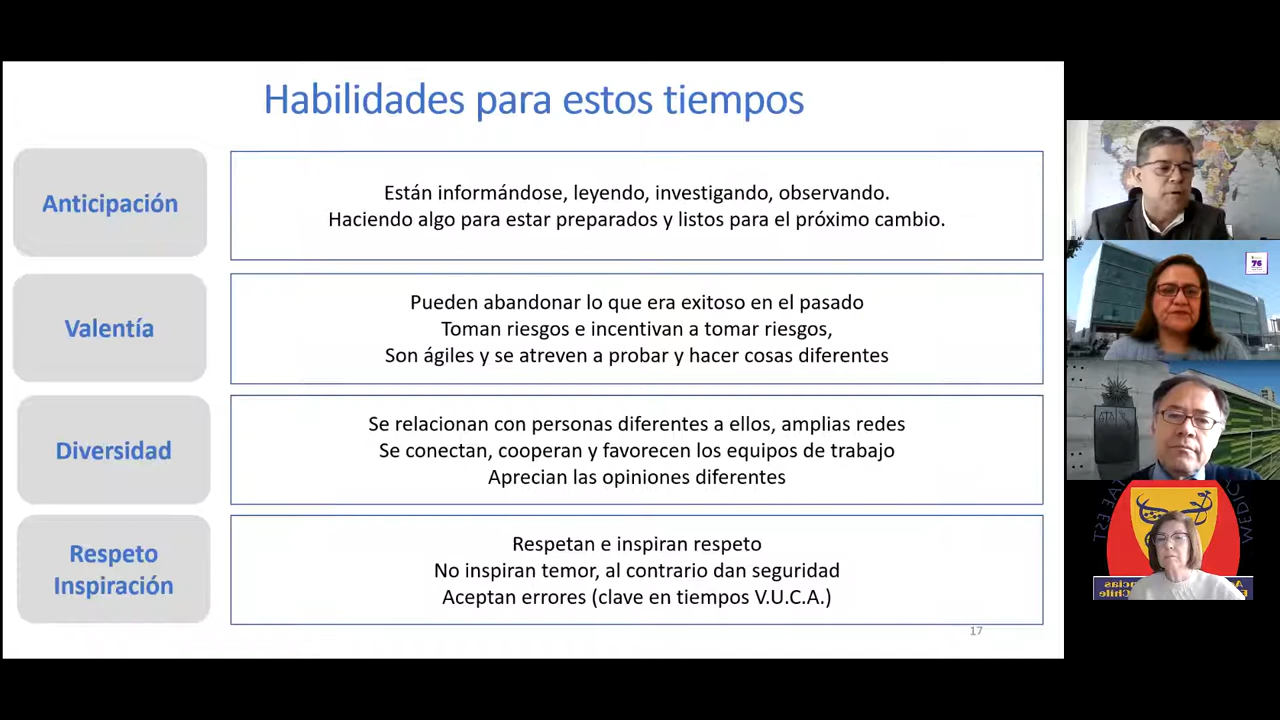 Habilidades para estos tiempos
Anticipación
Están informándose, leyendo, investigando, observando.
Haciendo algo para estar preparados y listos para el próximo cambio.
Valentía
Pueden abandonar lo que era exitoso en el pasado
Toman riesgos e incentivan a tomar riesgos,
Son ágiles y se atreven a probar y hacer cosas diferentes
Diversidad
Se relacionan con personas diferentes a ellos, amplias redes
Se conectan, cooperan y favorecen los equipos de trabajo
Aprecian las opiniones diferentes
Respeto
Inspiración
Respetan e inspiran respeto
No inspiran temor, al contrario dan seguridad
Aceptan errores (clave en tiempos V.U.C.A.)
17
76
Chile